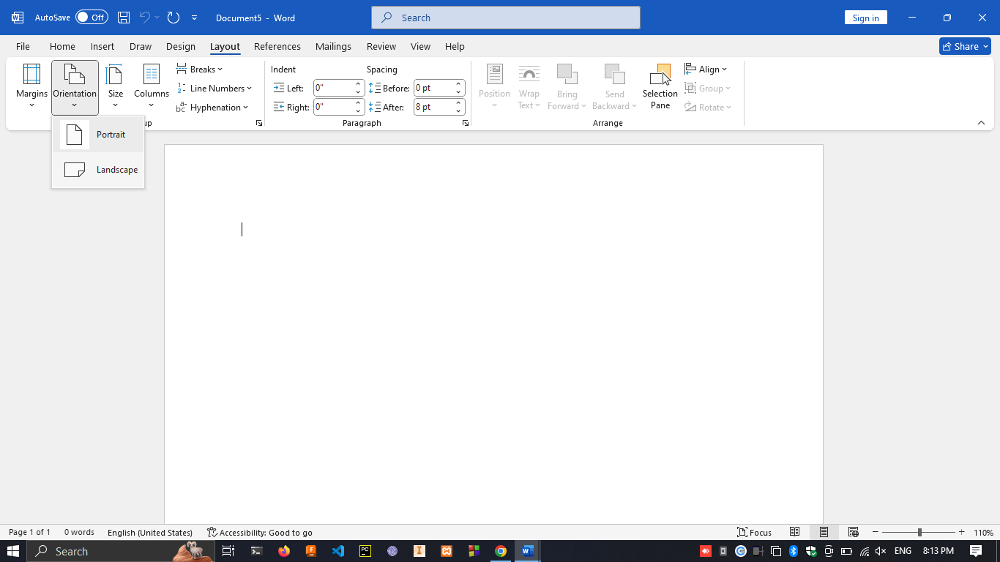 AutoSave Off Document5 - Word Search Sign in
File Home Insert Draw Design Layout References Mailings Review View Help Share
Margins Orientation Size Columns
Breaks
Line Numbers
Hyphenation
up
Portrait
Landscape
Indent Spacing
Left: 0" Before: 0 pt
Right: 0" After: 8 pt
Paragraph
Position Wrap Text Bring Forward Send Backward Selection Pane
Align
Group
Rotate
Arrange
Page 1 of 1 0 words English (United States) Accessibility: Good to go Focus 110%
Search ENG 8:13 PM